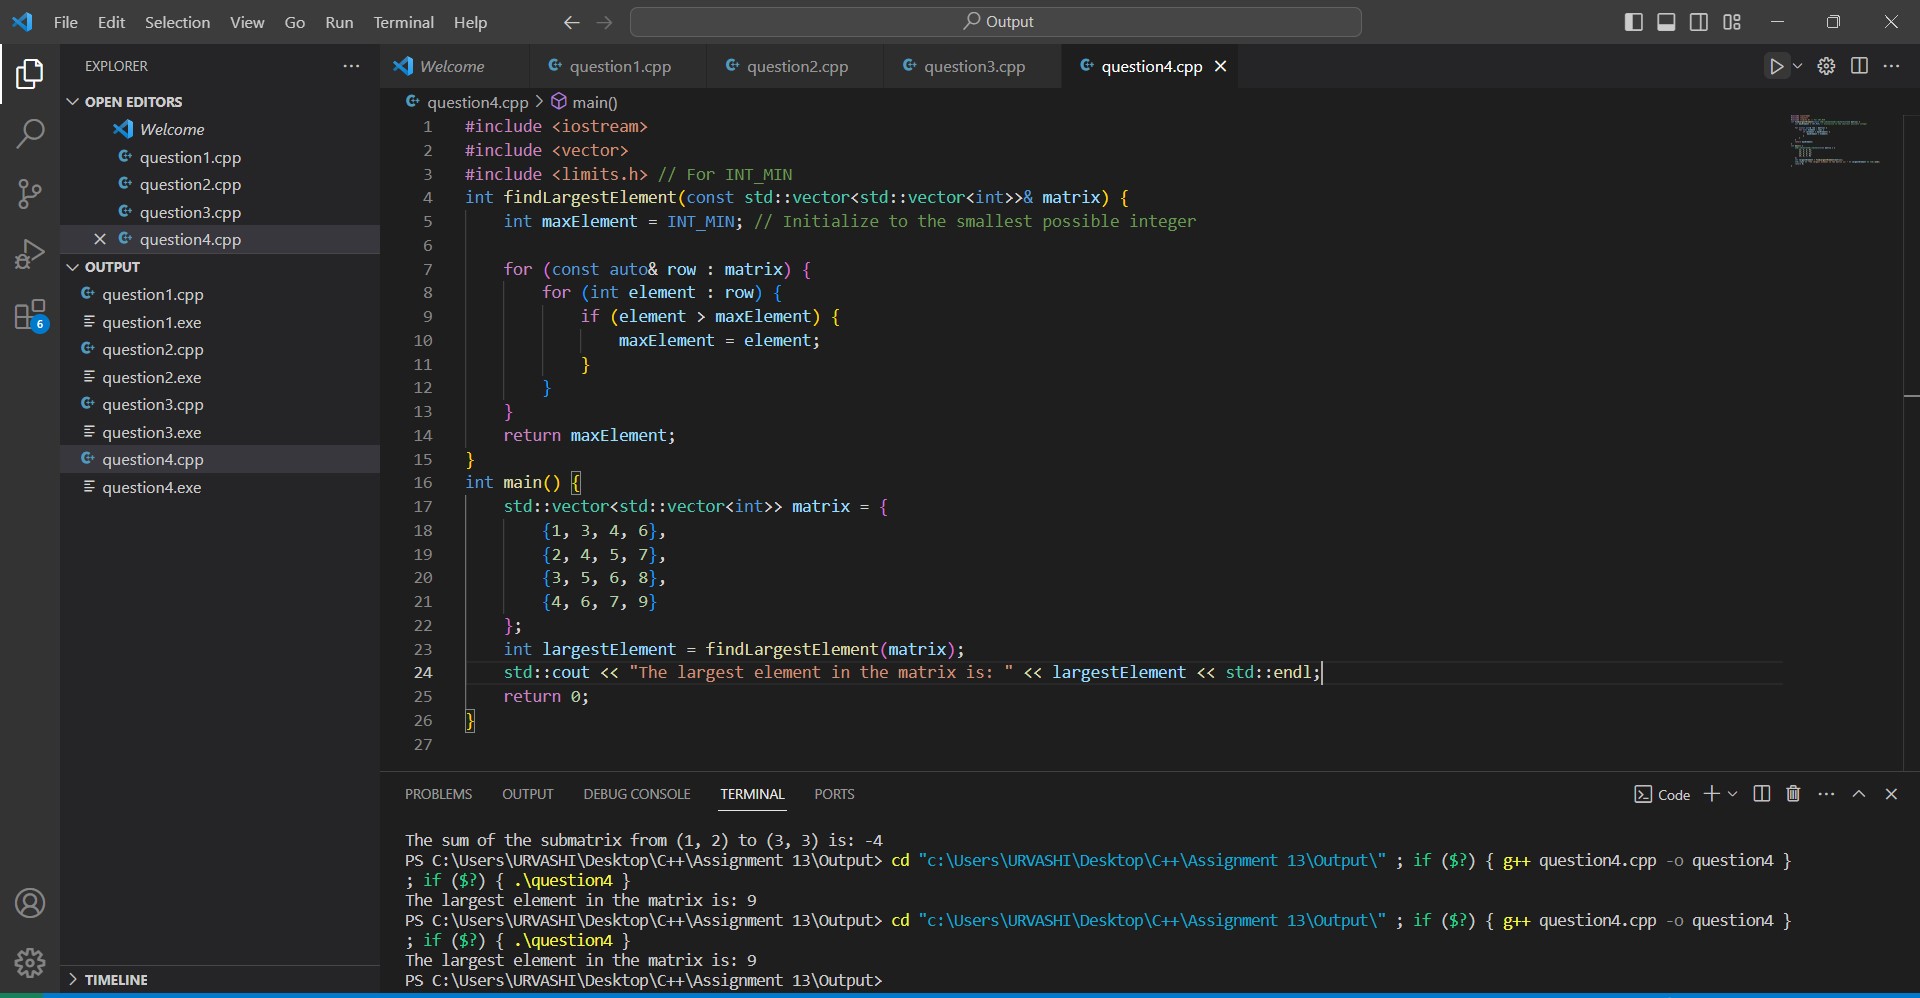 File Edit Selection View Go Run Terminal Help Output
EXPLORER
OPEN EDITORS
Welcome
question1.cpp
question2.cpp
question3.cpp
question4.cpp
OUTPUT
question1.cpp
question1.exe
question2.cpp
question2.exe
question3.cpp
question3.exe
question4.cpp
question4.exe
6
TIMELINE
Welcome question1.cpp question2.cpp question3.cpp question4.cpp
question4.cpp > main()
1 #include <iostream>
2 #include <vector>
3 #include <limits.h> // For INT_MIN
4 int findLargestElement(const std::vector<std::vector<int>>& matrix) {
5     int maxElement = INT_MIN; // Initialize to the smallest possible integer
6
7     for (const auto& row : matrix) {
8         for (int element : row) {
9             if (element > maxElement) {
10                 maxElement = element;
11             }
12         }
13     }
14     return maxElement;
15 }
16 int main() {
17     std::vector<std::vector<int>> matrix = {
18         {1, 3, 4, 6},
19         {2, 4, 5, 7},
20         {3, 5, 6, 8},
21         {4, 6, 7, 9}
22     };
23     int largestElement = findLargestElement(matrix);
24     std::cout << "The largest element in the matrix is: " << largestElement << std::endl;
25     return 0;
26 }
27
PROBLEMS OUTPUT DEBUG CONSOLE TERMINAL PORTS Code
The sum of the submatrix from (1, 2) to (3, 3) is: -4
PS C:\Users\URVASHI\Desktop\C++\Assignment 13\Output> cd "c:\Users\URVASHI\Desktop\C++\Assignment 13\Output\" ; if ($?) { g++ question4.cpp -o question4 }
; if ($?) { .\question4 }
The largest element in the matrix is: 9
PS C:\Users\URVASHI\Desktop\C++\Assignment 13\Output> cd "c:\Users\URVASHI\Desktop\C++\Assignment 13\Output\" ; if ($?) { g++ question4.cpp -o question4 }
; if ($?) { .\question4 }
The largest element in the matrix is: 9
PS C:\Users\URVASHI\Desktop\C++\Assignment 13\Output>